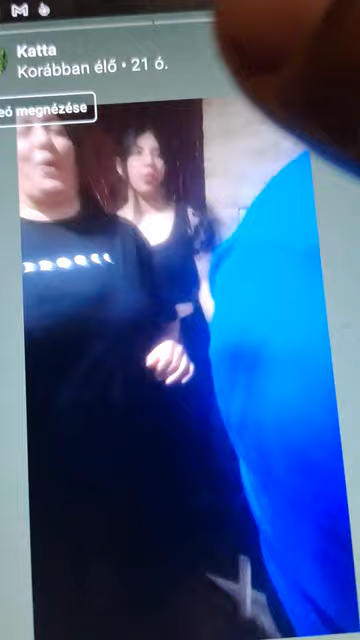 Katta
Korábban élő • 21 ó.
eó megnézése